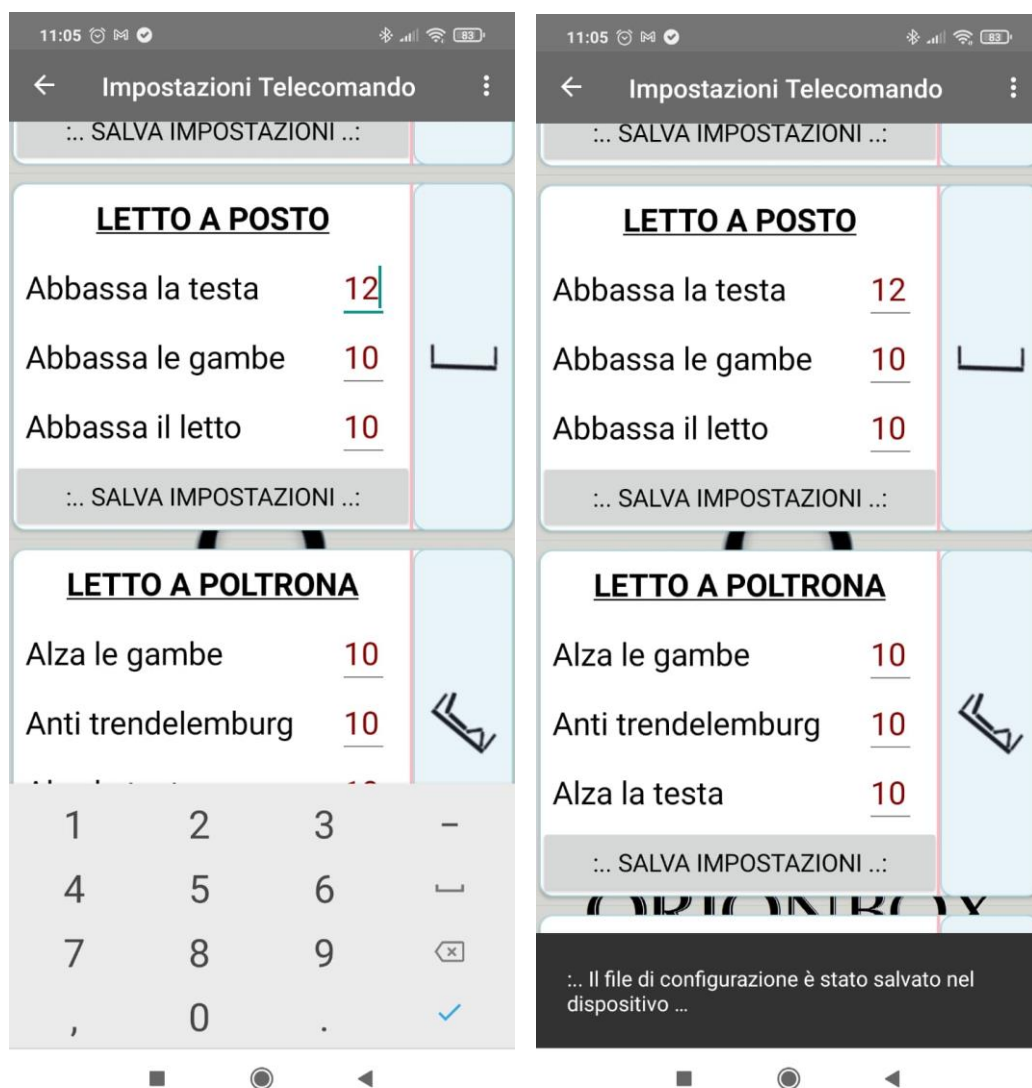 11:05
83
Impostazioni Telecomando
:.. SALVA IMPOSTAZIONI ..:
LETTO A POSTO
Abbassa la testa 12
Abbassa le gambe 10
Abbassa il letto 10
:.. SALVA IMPOSTAZIONI ..:
LETTO A POLTRONA
Alza le gambe 10
Anti trendelemburg 10
1 2 3 -
4 5 6
7 8 9
, 0 .
11:05
83
Impostazioni Telecomando
:.. SALVA IMPOSTAZIONI ..:
LETTO A POSTO
Abbassa la testa 12
Abbassa le gambe 10
Abbassa il letto 10
:.. SALVA IMPOSTAZIONI ..:
LETTO A POLTRONA
Alza le gambe 10
Anti trendelemburg 10
Alza la testa 10
:.. SALVA IMPOSTAZIONI ..:
ORIONBOX
:.. Il file di configurazione è stato salvato nel
dispositivo ...